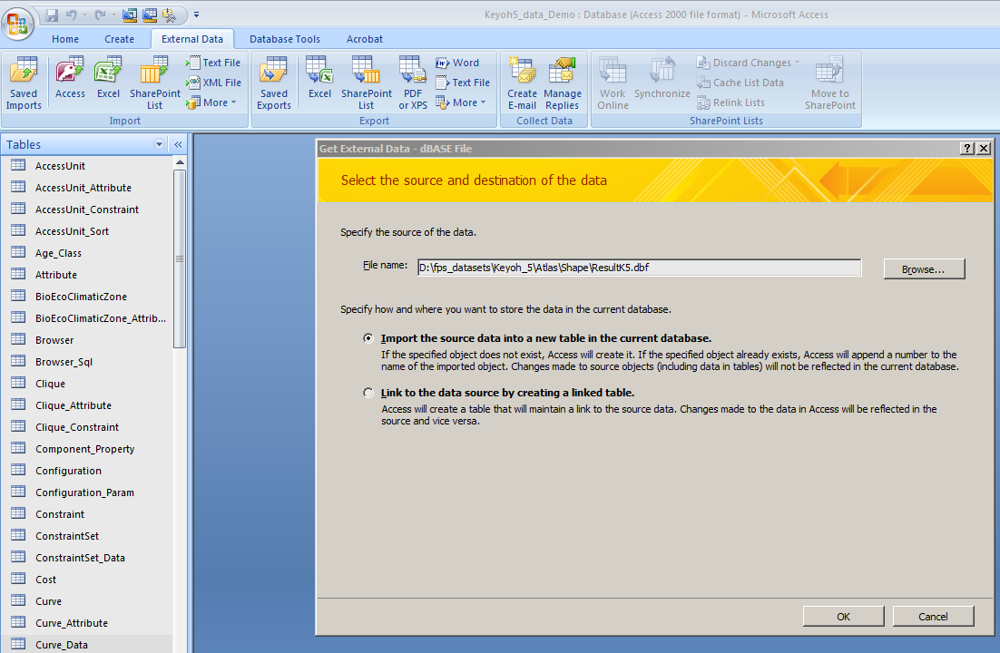 Keyoh5_data_Demo : Database (Access 2000 file format) - Microsoft Access
Home Create External Data Database Tools Acrobat
Saved Imports
Access
Excel
SharePoint List
Text File
XML File
More
Import
Saved Exports
Excel
SharePoint List
PDF or XPS
Word
Text File
More
Export
Create E-mail
Manage Replies
Collect Data
Work Online
Synchronize
Discard Changes
Cache List Data
Relink Lists
Move to SharePoint
SharePoint Lists
Tables
AccessUnit
AccessUnit_Attribute
AccessUnit_Constraint
AccessUnit_Sort
Age_Class
Attribute
BioEcoClimaticZone
BioEcoClimaticZone_Attrib...
Browser
Browser_Sql
Clique
Clique_Attribute
Clique_Constraint
Component_Property
Configuration
Configuration_Param
Constraint
ConstraintSet
ConstraintSet_Data
Cost
Curve
Curve_Attribute
Curve_Data
Get External Data - dBASE File
Select the source and destination of the data
Specify the source of the data.
File name: D:\fps_datasets\Keyoh_5\Atlas\Shape\ResultK5.dbf Browse...
Specify how and where you want to store the data in the current database.
Import the source data into a new table in the current database.
If the specified object does not exist, Access will create it. If the specified object already exists, Access will append a number to the
name of the imported object. Changes made to source objects (including data in tables) will not be reflected in the current database.
Link to the data source by creating a linked table.
Access will create a table that will maintain a link to the source data. Changes made to the data in Access will be reflected in the
source and vice versa.
OK Cancel